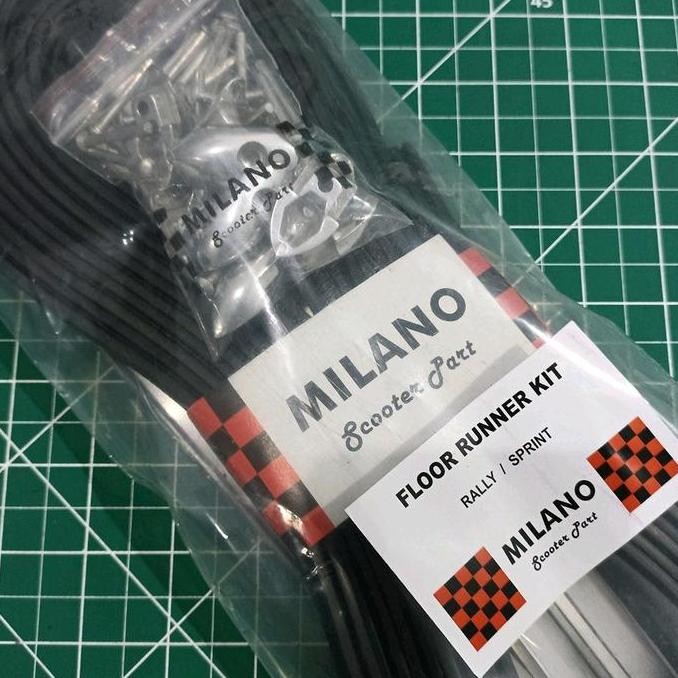 45
MILANO
Scooter Part
MILANO
Scooter Part
FLOOR RUNNER KIT
RALLY / SPRINT
MILANO
Scooter Part